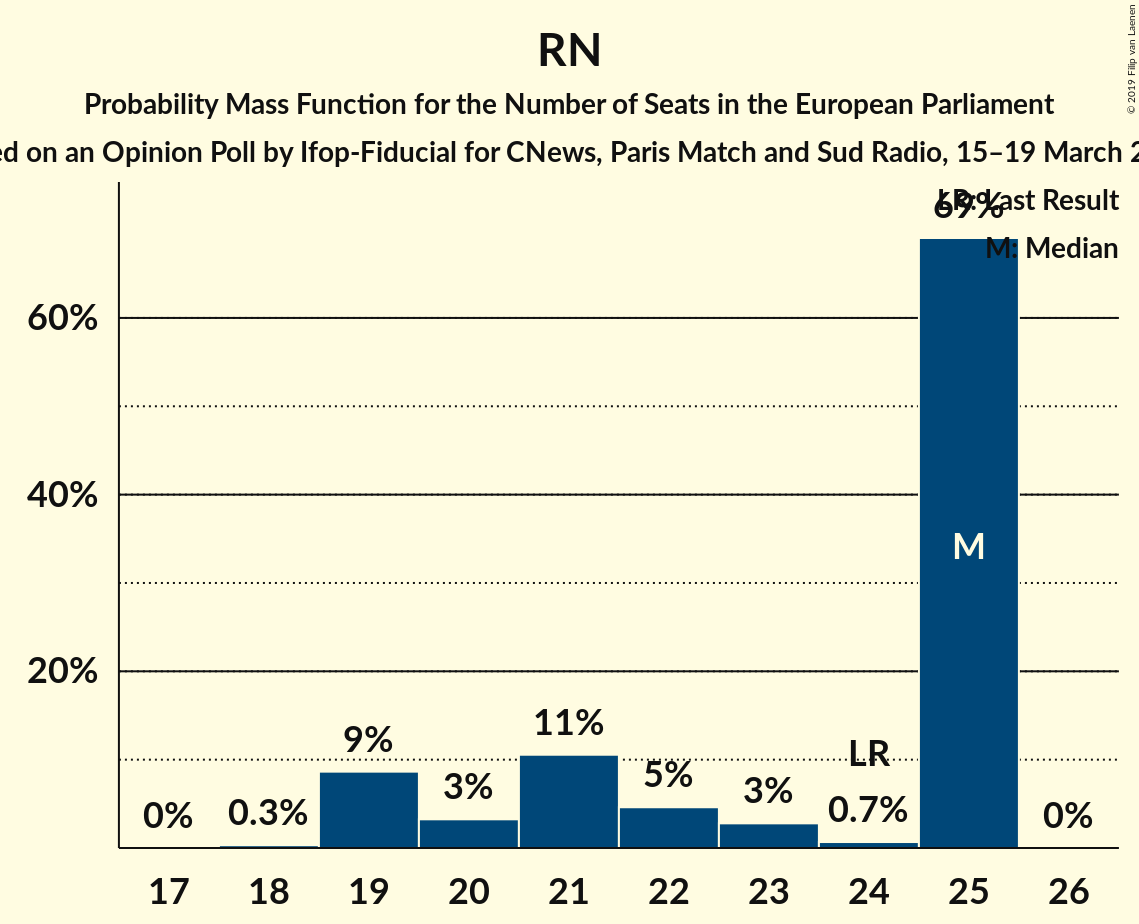 RN
Probability Mass Function for the Number of Seats in the European Parliament
on an Opinion Poll by Ifop-Fiducial for CNews, Paris Match and Sud Radio, 15–19 March
© 2019 Filip van Laenen
LR: Last Result
M: Median
69%
60%
40%
20%
M
LR
0%
0.3%
9%
3%
11%
5%
3%
0.7%
0%
17 18 19 20 21 22 23 24 25 26